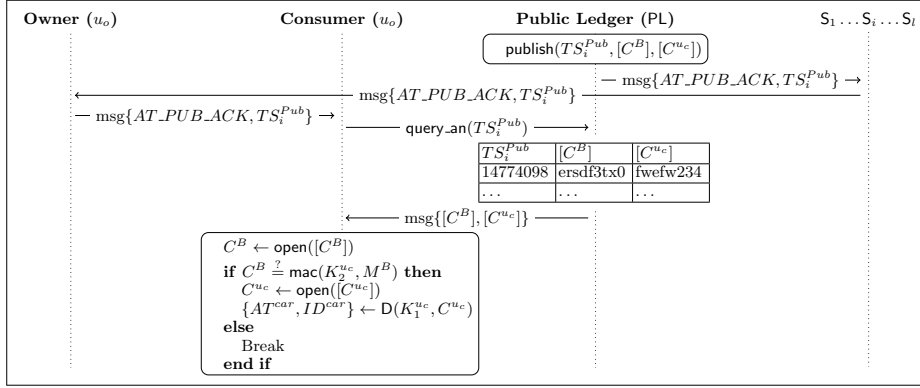 Owner (u_o) Consumer (u_o) Public Ledger (PL) S_1 ... S_i ... S_l
publish(TS_i^{Pub}, [C^B], [C^{u_c}])
msg{AT_PUB_ACK, TS_i^{Pub}}
msg{AT_PUB_ACK, TS_i^{Pub}}
msg{AT_PUB_ACK, TS_i^{Pub}}
query_an(TS_i^{Pub})
TS_i^{Pub} [C^B] [C^{u_c}]
14774098 ersdf3tx0 fwefw234
... ... ...
msg{[C^B], [C^{u_c}]}
C^B ← open([C^B])
if C^B ≟ mac(K_2^{u_c}, M^B) then
C^{u_c} ← open([C^{u_c}])
{AT^{car}, ID^{car}} ← D(K_1^{u_c}, C^{u_c})
else
Break
end if